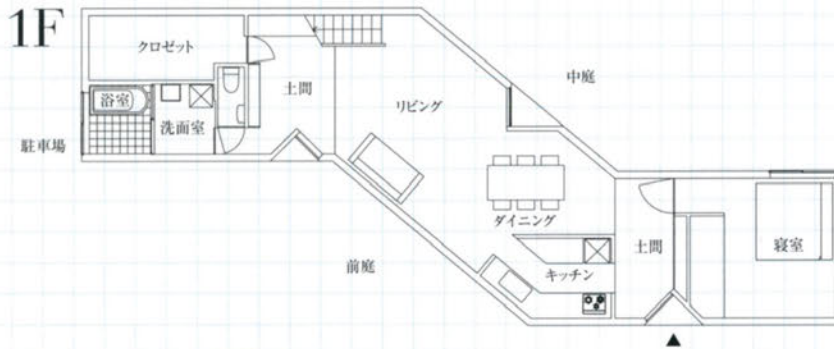 1F
クロゼット
中庭
土間
浴室
リビング
洗面室
駐車場
ダイニング
土間
寝室
前庭
キッチン